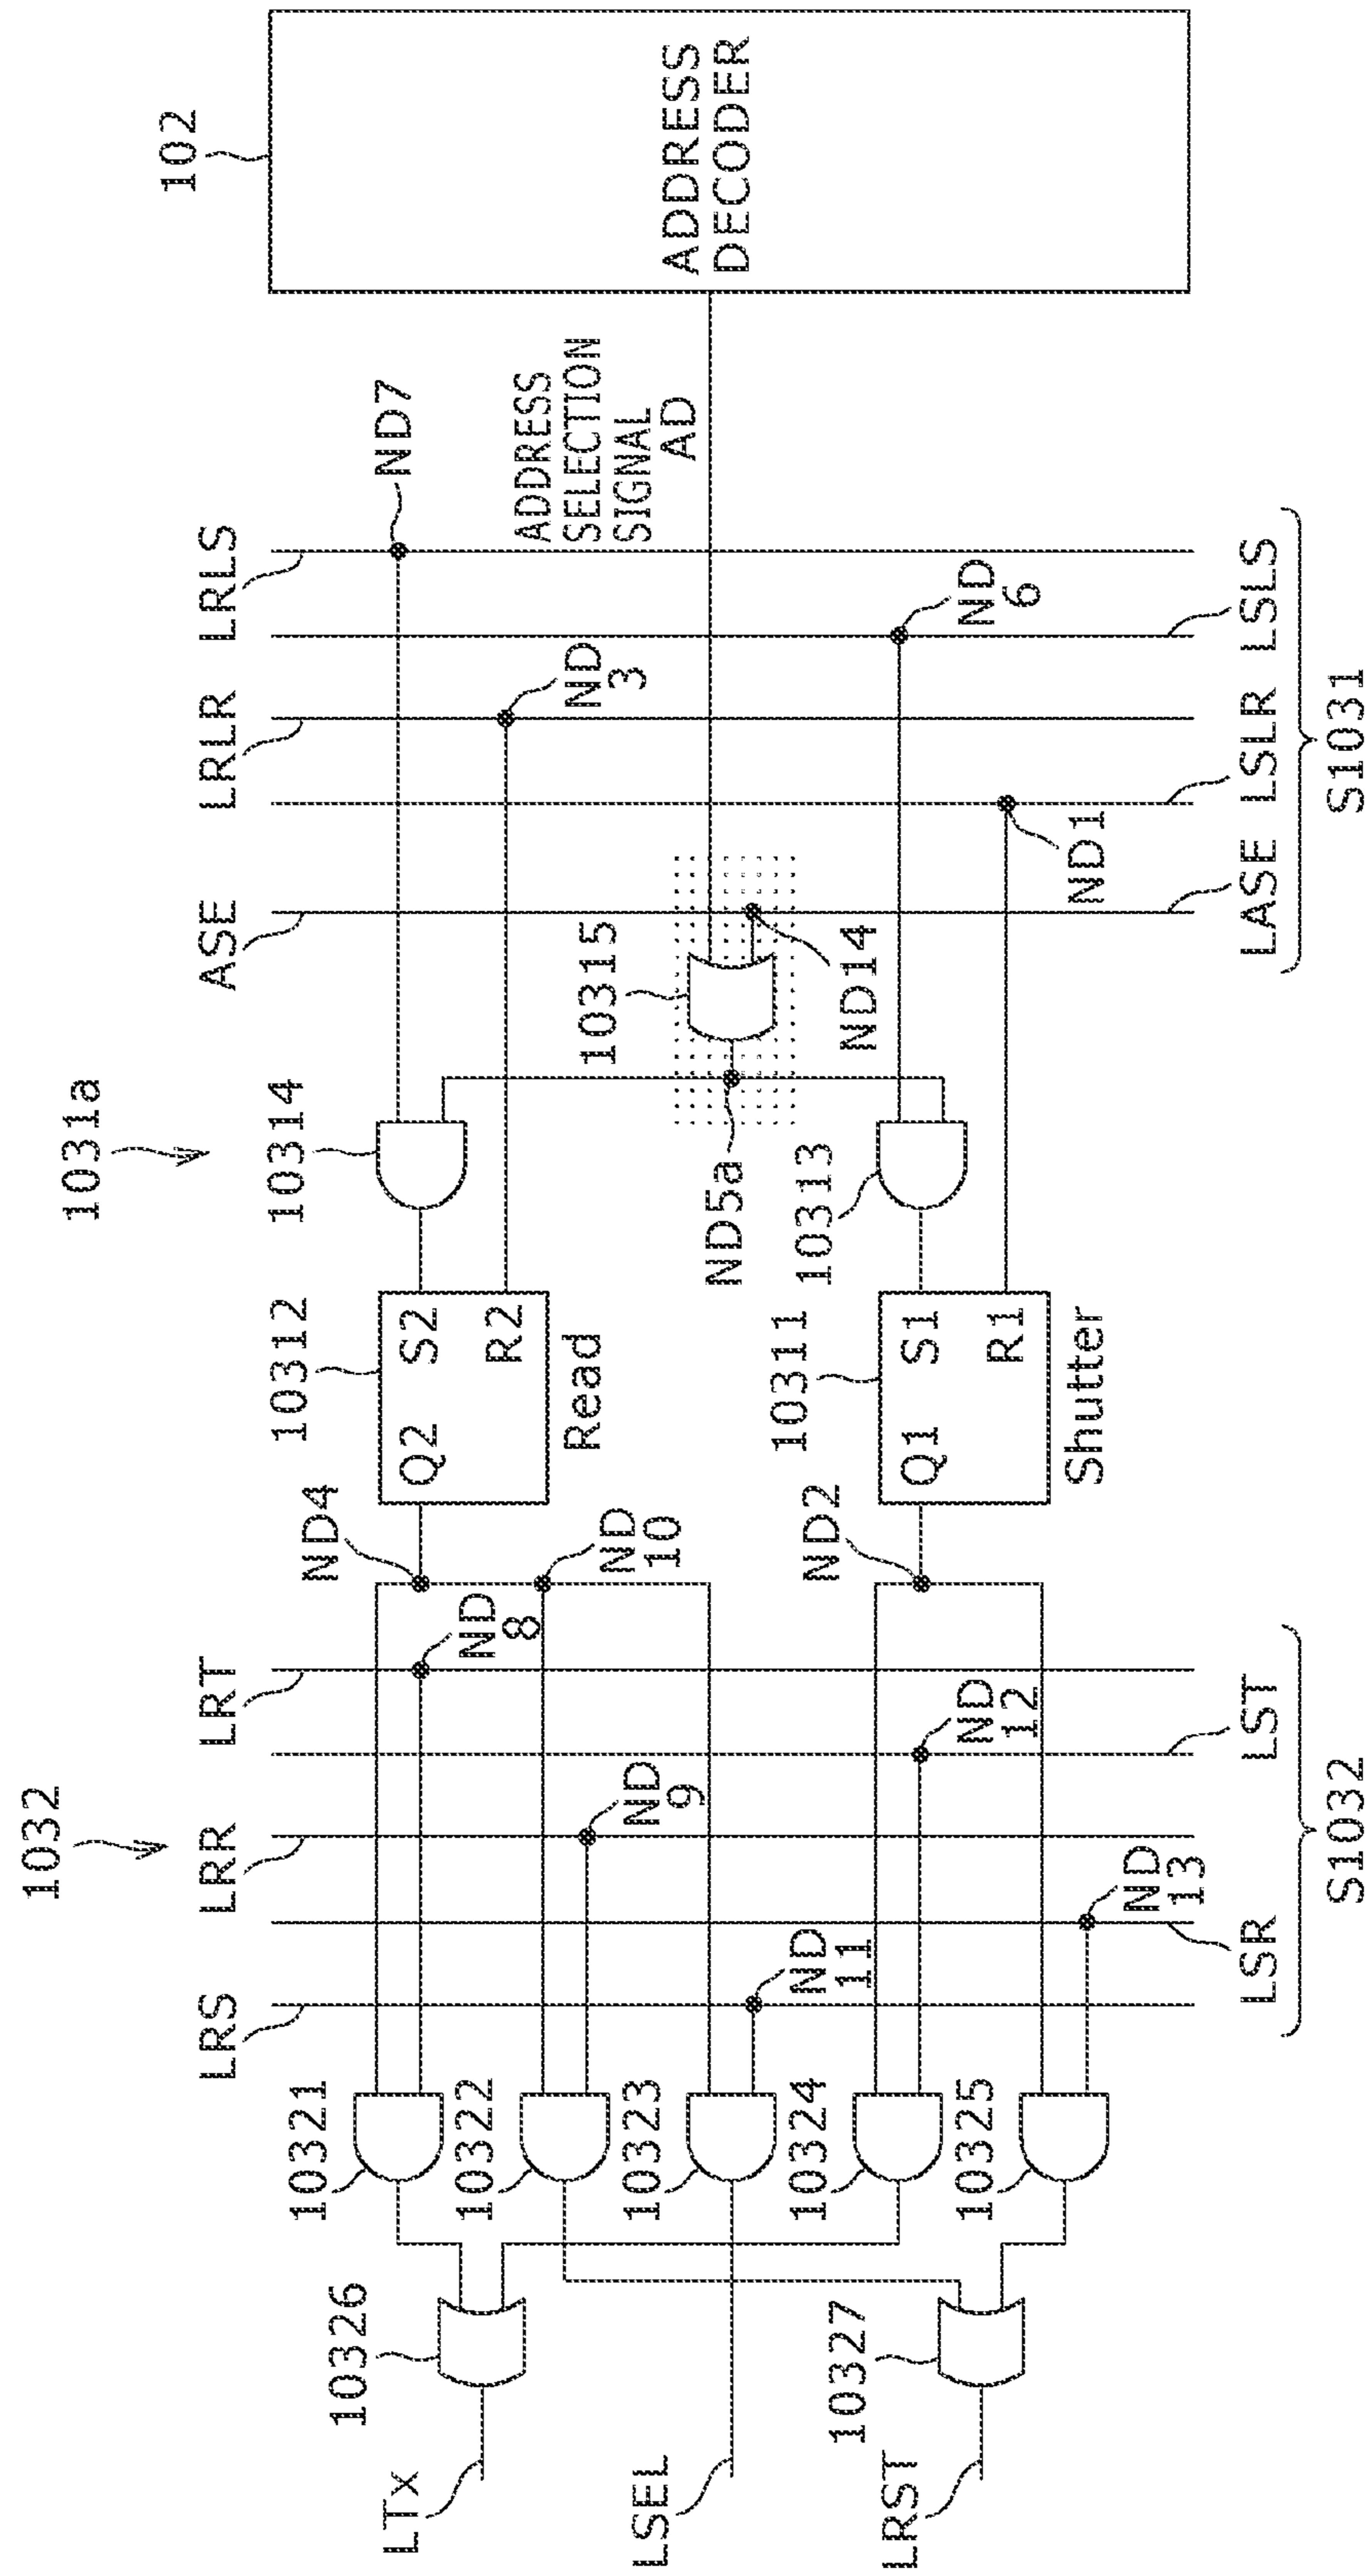 102
ADDRESS
DECODER
ADDRESS
SELECTION
SIGNAL
AD
ND7
LRLS
ND
6
LSLS
LRLR
ND
3
LSLR
ND1
S1031
ASE
LASE
10315
ND14
ND5a
1031a
10314
10313
10312
S2
Q2
R2
Read
10311
S1
Q1
R1
Shutter
ND4
ND
10
ND2
LRT
ND
8
LST
ND
12
S1032
1032
LRR
ND
9
ND
13
LSR
LRS
ND
11
10321
10322
10323
10324
10325
10326
10327
LTx
LSEL
LRST